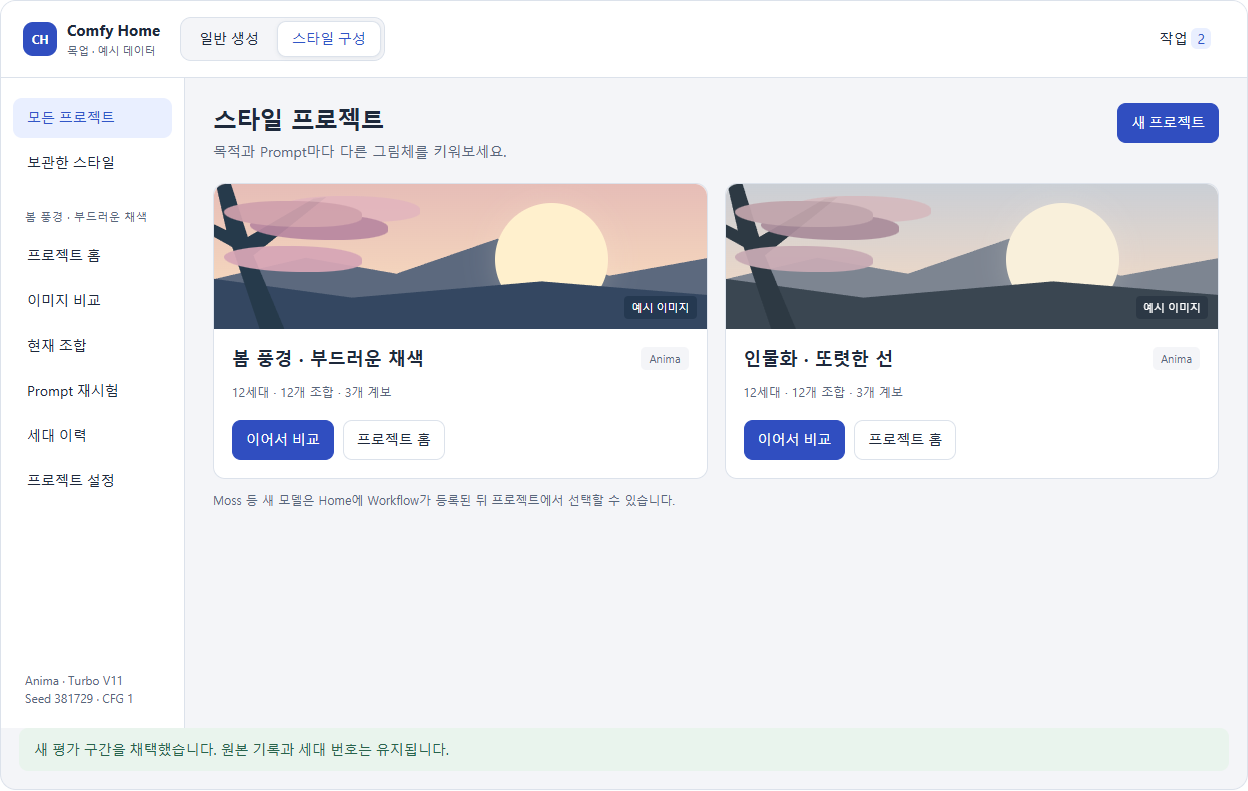 CH
Comfy Home
목업 · 예시 데이터
일반 생성
스타일 구성
작업 2
모든 프로젝트
보관한 스타일
봄 풍경 · 부드러운 채색
프로젝트 홈
이미지 비교
현재 조합
Prompt 재시험
세대 이력
프로젝트 설정
Anima · Turbo V11
Seed 381729 · CFG 1
스타일 프로젝트
목적과 Prompt마다 다른 그림체를 키워보세요.
새 프로젝트
예시 이미지
봄 풍경 · 부드러운 채색
Anima
12세대 · 12개 조합 · 3개 계보
이어서 비교
프로젝트 홈
예시 이미지
인물화 · 또렷한 선
Anima
12세대 · 12개 조합 · 3개 계보
이어서 비교
프로젝트 홈
Moss 등 새 모델은 Home에 Workflow가 등록된 뒤 프로젝트에서 선택할 수 있습니다.
새 평가 구간을 채택했습니다. 원본 기록과 세대 번호는 유지됩니다.